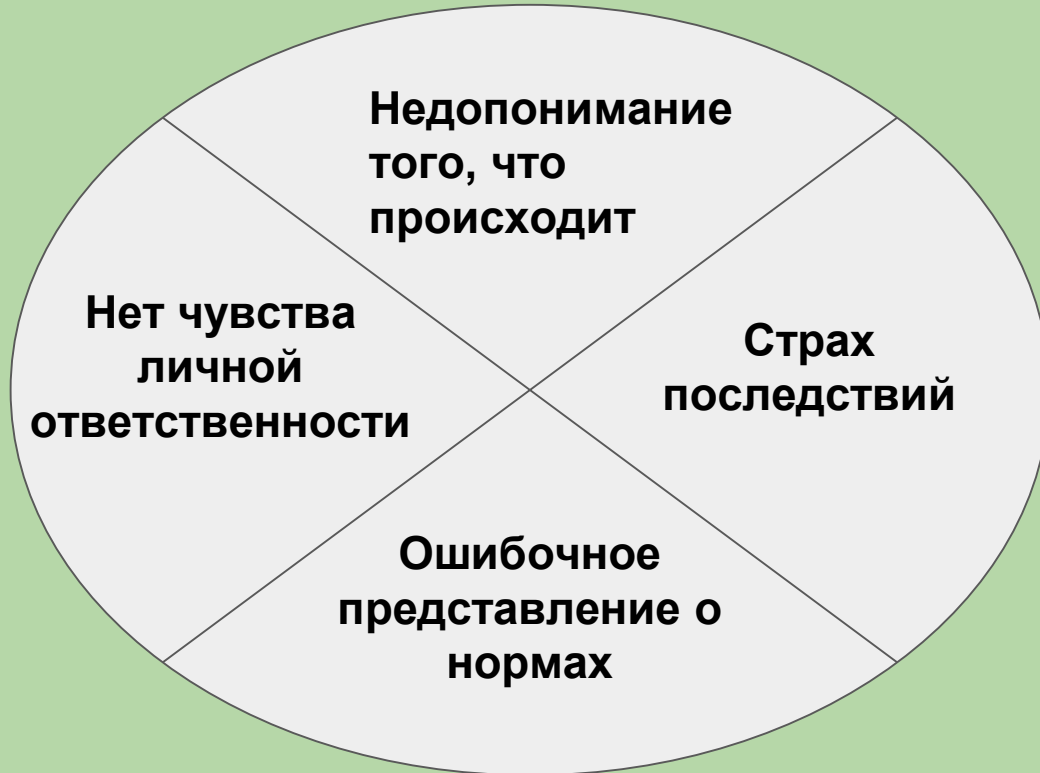 Недопонимание
того, что
происходит
Нет чувства
личной
ответственности
Страх
последствий
Ошибочное
представление о
нормах